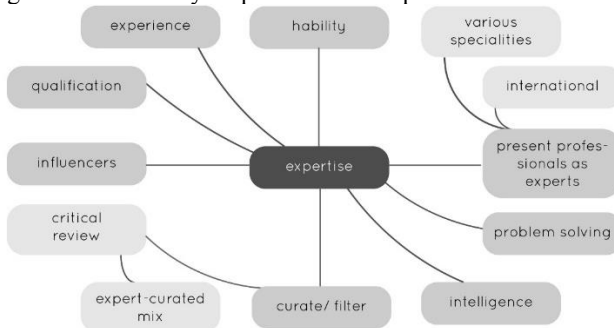 experience
hability
various
specialities
qualification
international
influencers
expertise
present profes-
sionals as
experts
critical
review
problem solving
expert-curated
mix
curate/ filter
intelligence